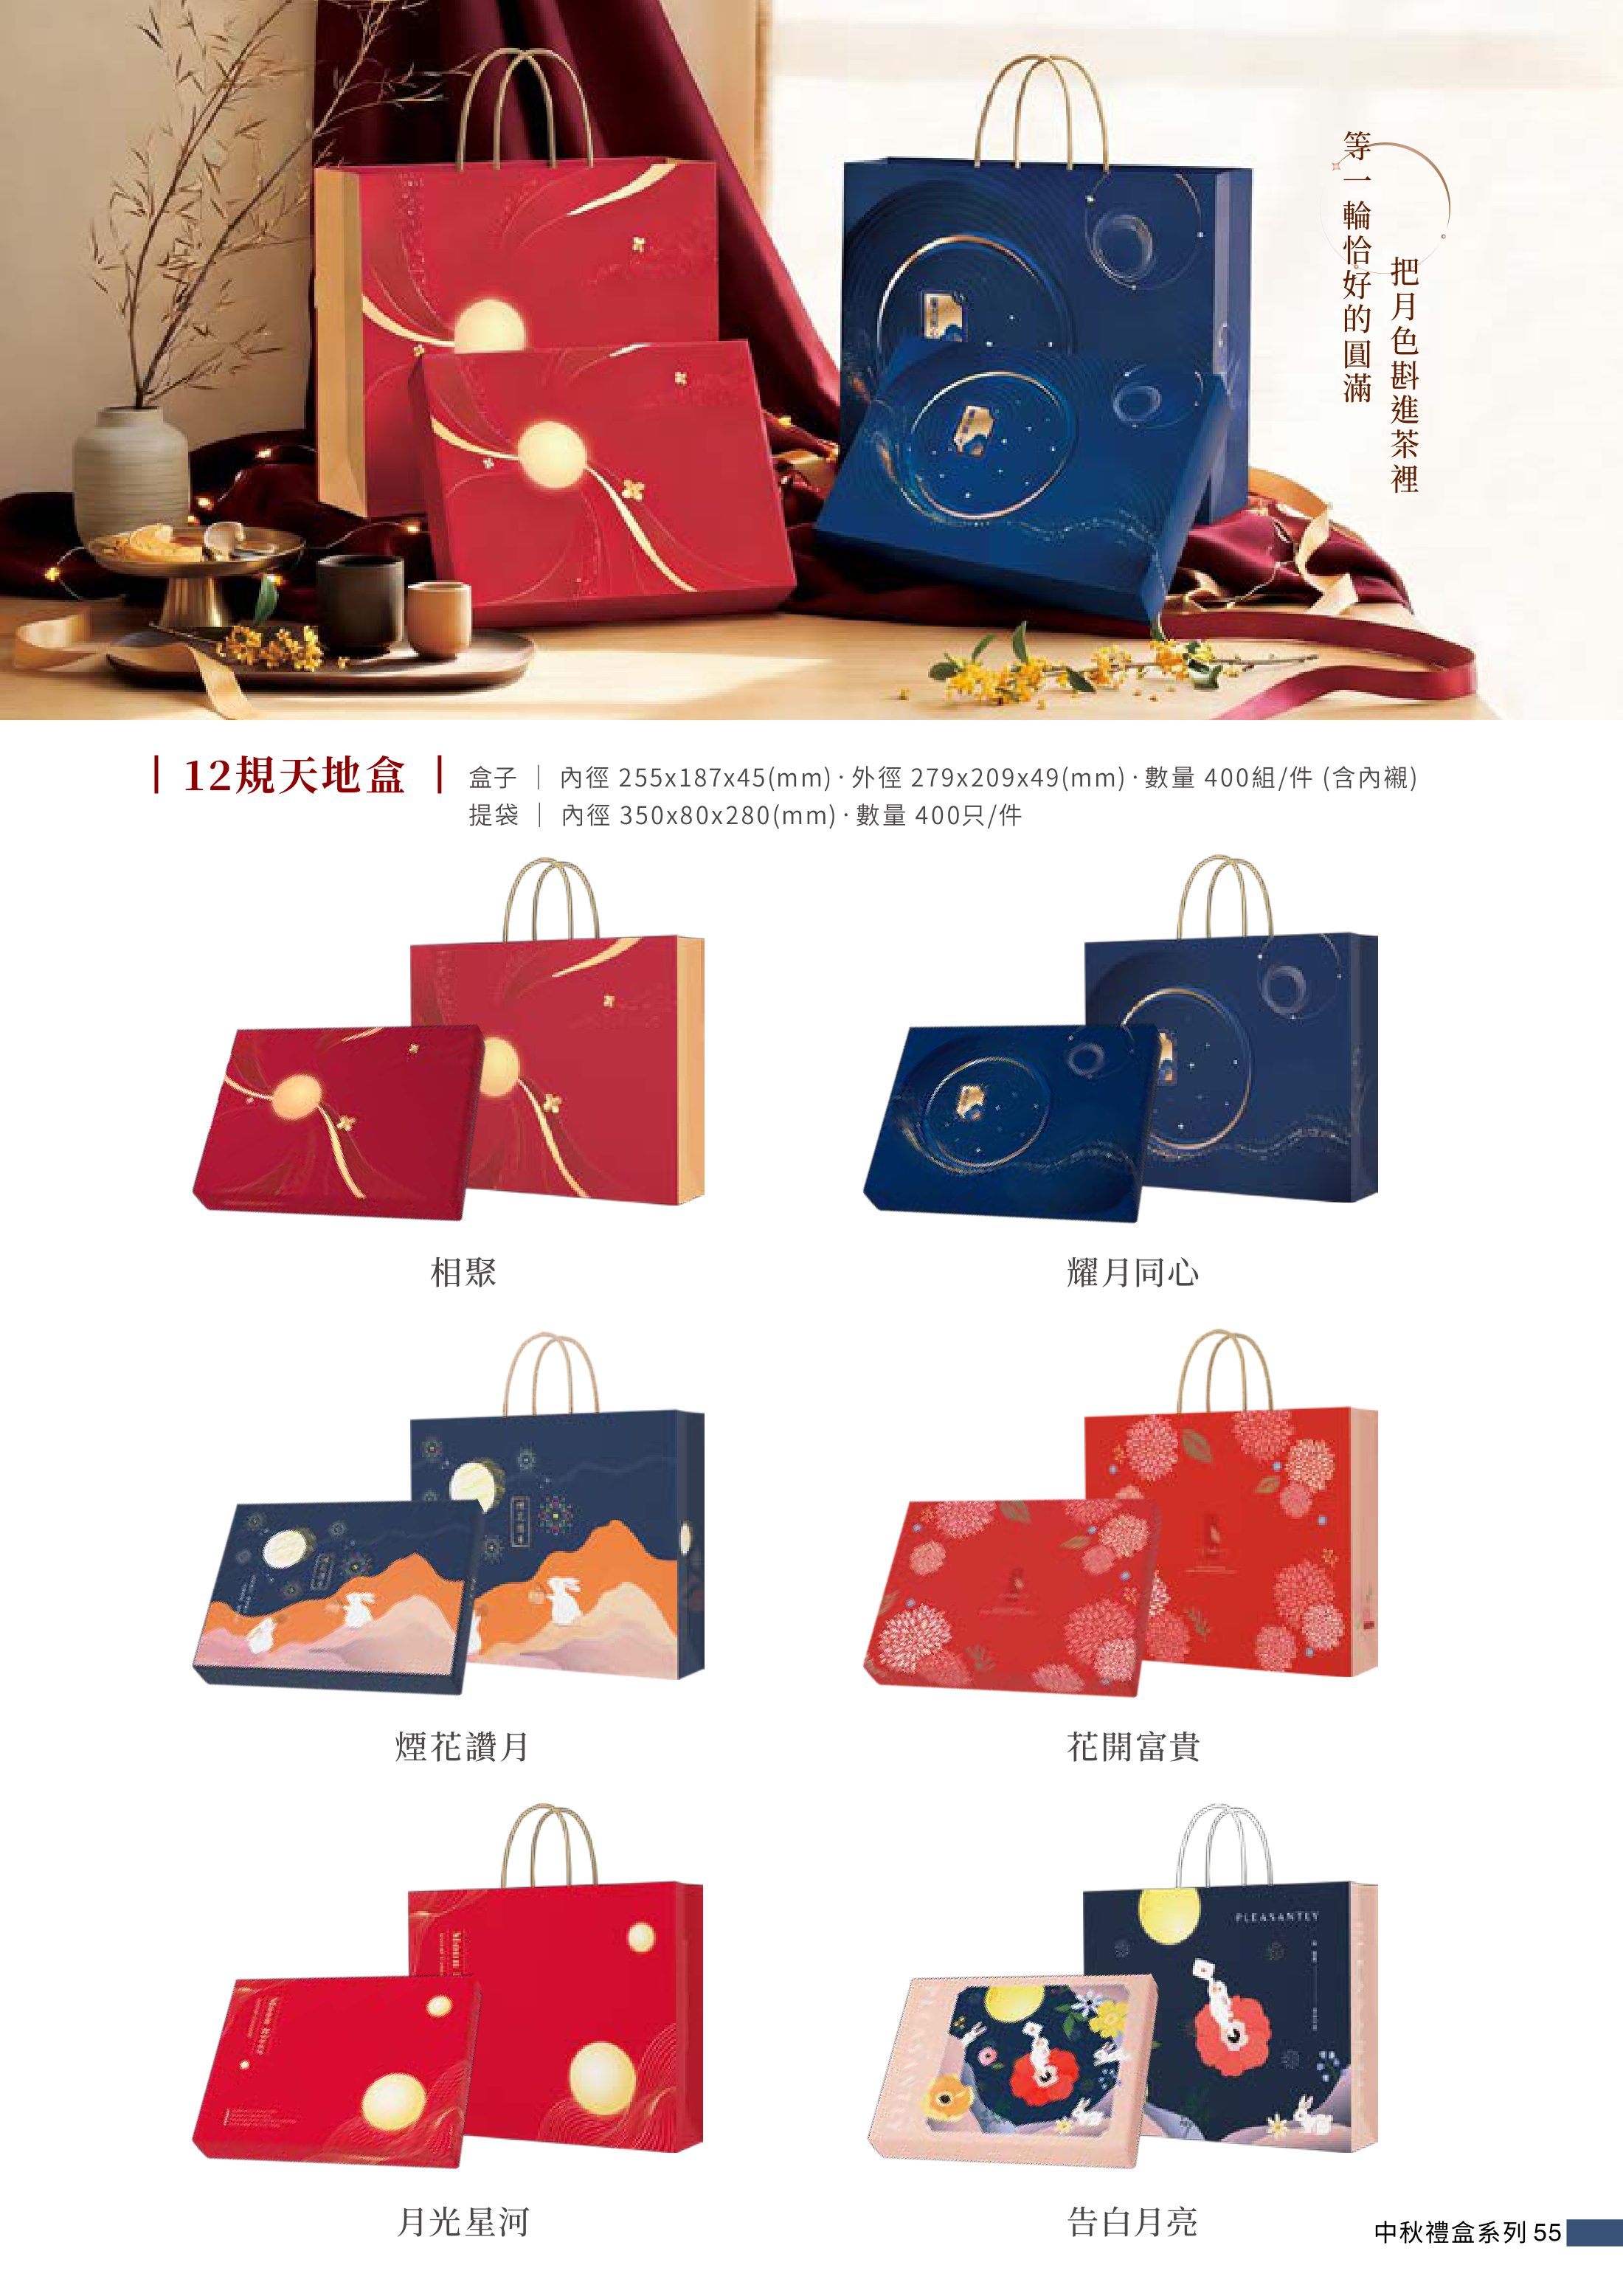 等一輪恰好的圓滿
把月色斟進茶裡
12規天地盒
盒子｜內徑 255x187x45(mm)·外徑 279x209x49(mm)·數量 400組/件 (含內襯)
提袋｜內徑 350x80x280(mm)·數量 400只/件
相聚
耀月同心
煙花讚月
花開富貴
Moon River
PLEASANTLY
PLEASANTLY
月光星河
告白月亮
中秋禮盒系列 55